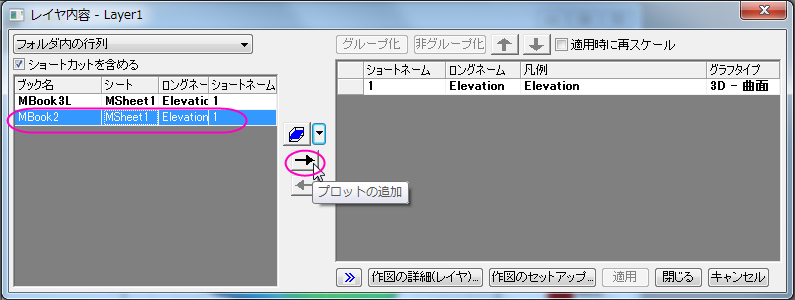 レイヤ内容 - Layer1
フォルダ内の行列
グループ化 非グループ化 適用時に再スケール
ショートカットを含める
ブック名 シート ロングネー ショートネーム
MBook3L MSheet1 Elevatic 1
MBook2 MSheet1 Elevation 1
ショートネーム ロングネーム 凡例 グラフタイプ
1 Elevation Elevation 3D - 曲面
プロットの追加
作図の詳細(レイヤ)... 作図のセットアップ... 適用 閉じる キャンセル